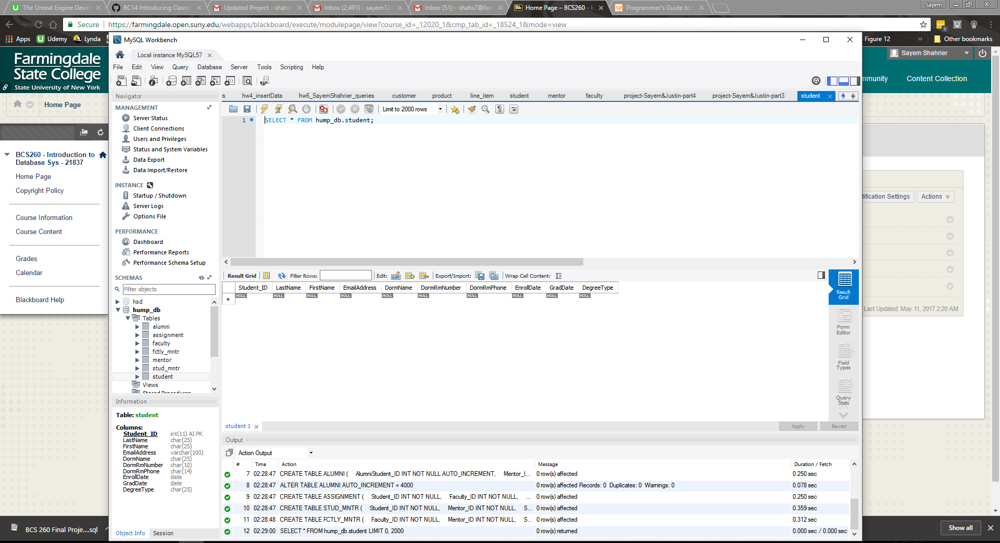 The Unreal Engine Develo
BC14 Introducing Classe
Updated Project - shahs
Inbox (2,491) - sayem12
Inbox (51) - shahs7@farm
Home Page – BCS260 - I
Programmer's Guide to
Sayem
Secure
https://farmingdale.open.suny.edu/webapps/blackboard/execute/modulepage/view?course_id=_12020_1&cmp_tab_id=_18524_1&mode=view
Apps
Udemy
Lynda
Figure 12
Other bookmarks
MySQL Workbench
Local instance MySQL57
File Edit View Query Database Server Tools Scripting Help
Farmingdale
State College
State University of New York
Sayem Shahrier
mmunity
Content Collection
Home Page
BCS260 - Introduction to
Database Sys - 21837
Home Page
Copyright Policy
Course Information
Course Content
Grades
Calendar
Blackboard Help
Navigator
MANAGEMENT
Server Status
Client Connections
Users and Privileges
Status and System Variables
Data Export
Data Import/Restore
INSTANCE
Startup / Shutdown
Server Logs
Options File
PERFORMANCE
Dashboard
Performance Reports
Performance Schema Setup
SCHEMAS
Filter objects
hsd
hump_db
Tables
alumni
assignment
faculty
fctly_mntr
mentor
stud_mntr
student
Views
Stored Procedures
Information
Table: student
Columns:
Student_ID int(11) AI PK
LastName char(25)
FirstName char(25)
EmailAddress varchar(100)
DormName char(25)
DormRmNumber char(10)
DormRmPhone char(14)
EnrollDate date
GradDate date
DegreeType char(25)
Object Info Session
es hw4_insertData hw6_SayemShahrier_queries customer product line_item student mentor faculty project-Sayem&Justin-part4 project-Sayem&Justin-part3 student
Limit to 2000 rows
1 SELECT * FROM hump_db.student;
Result Grid Filter Rows: Edit: Export/Import: Wrap Cell Content:
Student_ID LastName FirstName EmailAddress DormName DormRmNumber DormRmPhone EnrollDate GradDate DegreeType
* NULL NULL NULL NULL NULL NULL NULL NULL NULL NULL
Result
Grid
Form
Editor
Field
Types
Query
Stats
student 1
Apply Revert
Output
Action Output
# Time Action Message Duration / Fetch
7 02:28:47 CREATE TABLE ALUMNI ( AlumniStudent_ID INT NOT NULL AUTO_INCREMENT, Mentor_I... 0 row(s) affected 0.250 sec
8 02:28:47 ALTER TABLE ALUMNI AUTO_INCREMENT = 4000 0 row(s) affected Records: 0 Duplicates: 0 Warnings: 0 0.078 sec
9 02:28:47 CREATE TABLE ASSIGNMENT ( Student_ID INT NOT NULL, Faculty_ID INT NOT NULL, ... 0 row(s) affected 0.250 sec
10 02:28:47 CREATE TABLE STUD_MNTR ( Student_ID INT NOT NULL, Mentor_ID INT NOT NULL, S... 0 row(s) affected 0.359 sec
11 02:28:48 CREATE TABLE FCTLY_MNTR ( Faculty_ID INT NOT NULL, Mentor_ID INT NOT NULL, S... 0 row(s) affected 0.312 sec
12 02:29:00 SELECT * FROM hump_db.student LIMIT 0, 2000 0 row(s) returned 0.000 sec / 0.000 sec
tification Settings
Actions
Last Updated: May 11, 2017 2:20 AM
BCS 260 Final Proje....sql
Show all